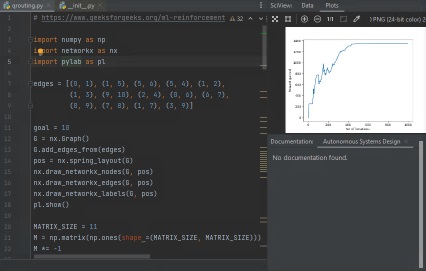 qrouting.py
__init__.py
SciView:
Data
Plots
# https://www.geeksforgeeks.org/ml-reinforcement
32
1
import numpy as np
import networkx as nx
import pylab as pl
edges = [(0, 1), (1, 5), (5, 6), (5, 4), (1, 2),
(1, 3), (9, 10), (2, 4), (0, 6), (6, 7),
(8, 9), (7, 8), (1, 7), (3, 9)]
goal = 10
G = nx.Graph()
G.add_edges_from(edges)
pos = nx.spring_layout(G)
nx.draw_networkx_nodes(G, pos)
nx.draw_networkx_edges(G, pos)
nx.draw_networkx_labels(G, pos)
pl.show()
MATRIX_SIZE = 11
M = np.matrix(np.ones(shape=(MATRIX_SIZE, MATRIX_SIZE)))
M *= -1
1:1
PNG (24-bit color)
Documentation:
Autonomous Systems Design
No documentation found.